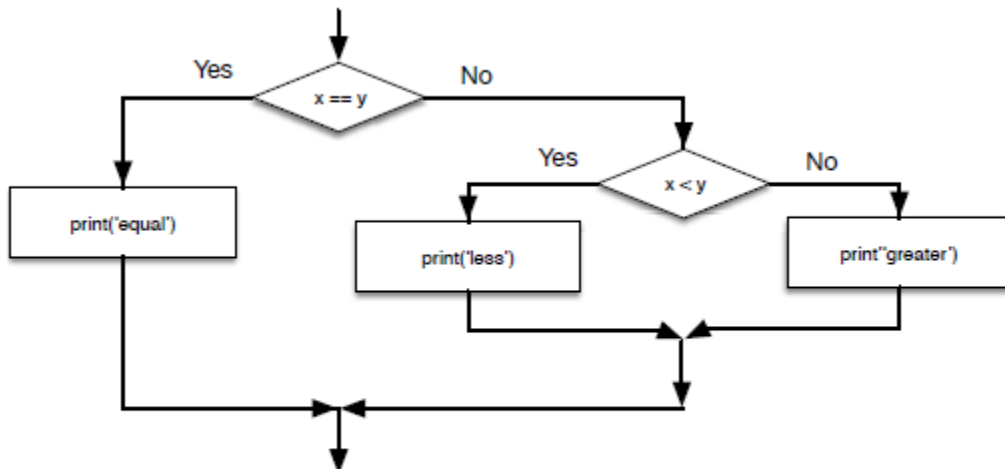 Yes
x == y
No
Yes
x < y
No
print('equal')
print('less')
print''greater')